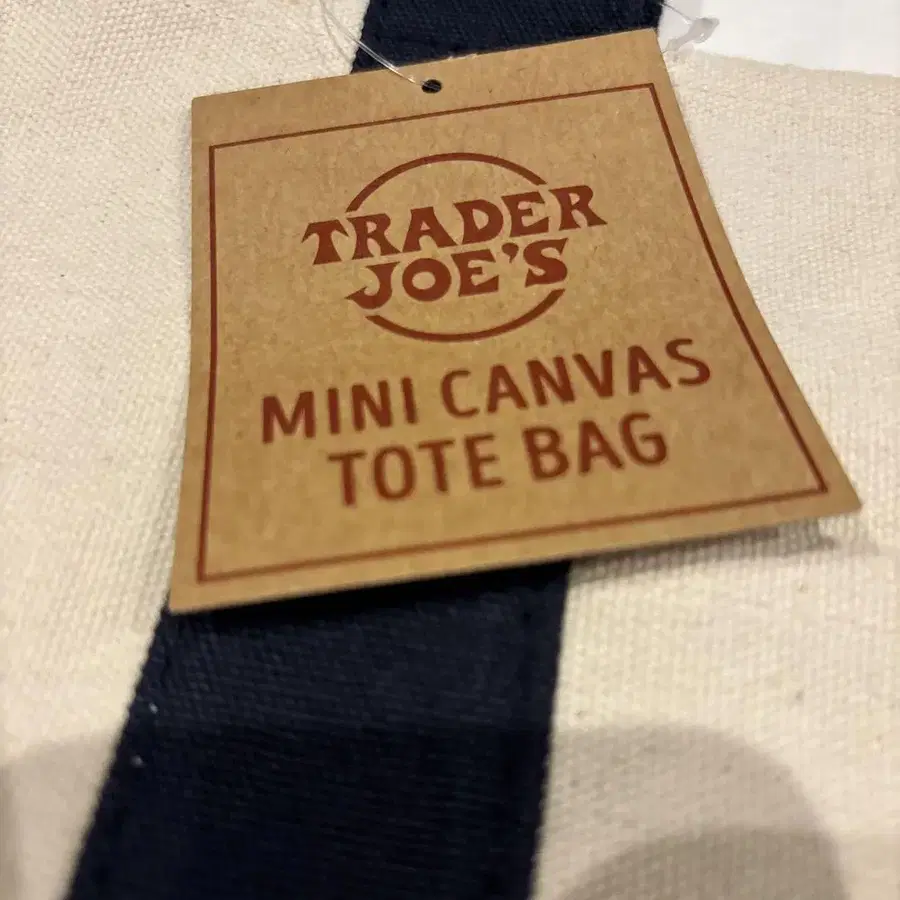 TRADER
JOE'S
MINI CANVAS
TOTE BAG